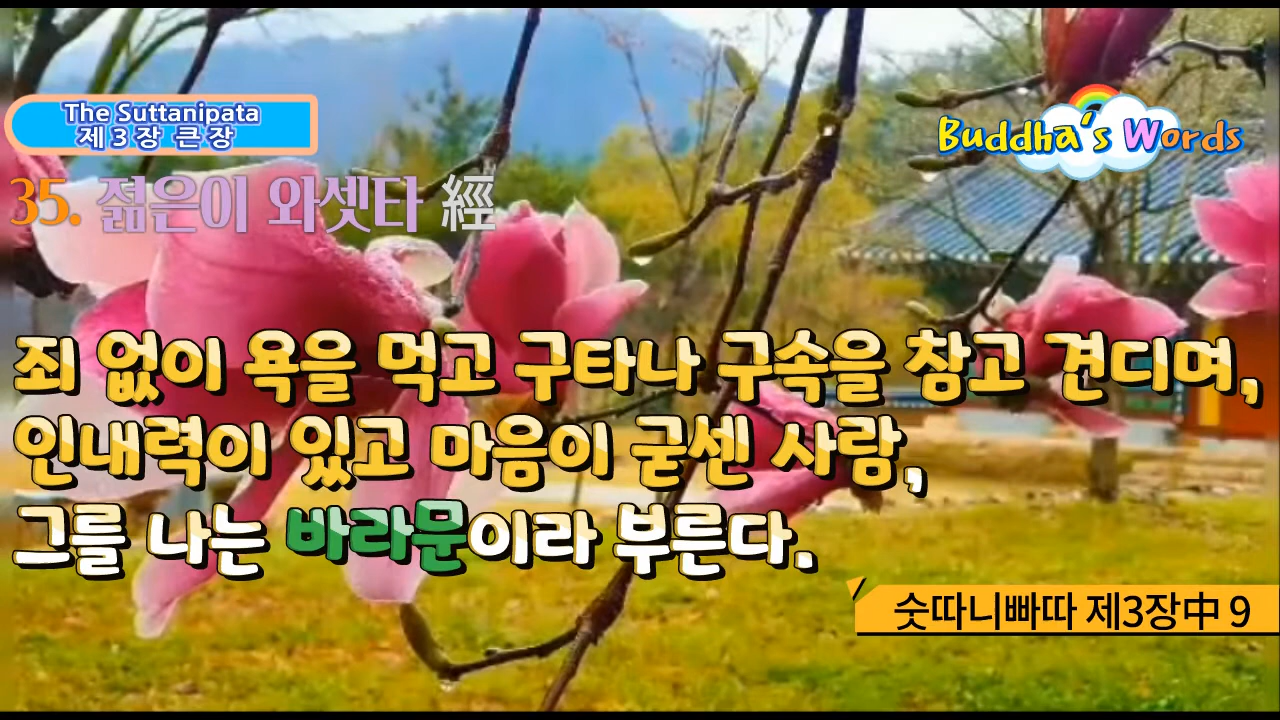 The Suttanipata
제 3 장 큰 장
Buddha's Words
35. 젊은이 와셋타 經
죄 없이 욕을 먹고 구타나 구속을 참고 견디며,
인내력이 있고 마음이 굳센 사람,
그를 나는 바라문이라 부른다.
숫따니빠따 제3장中 9